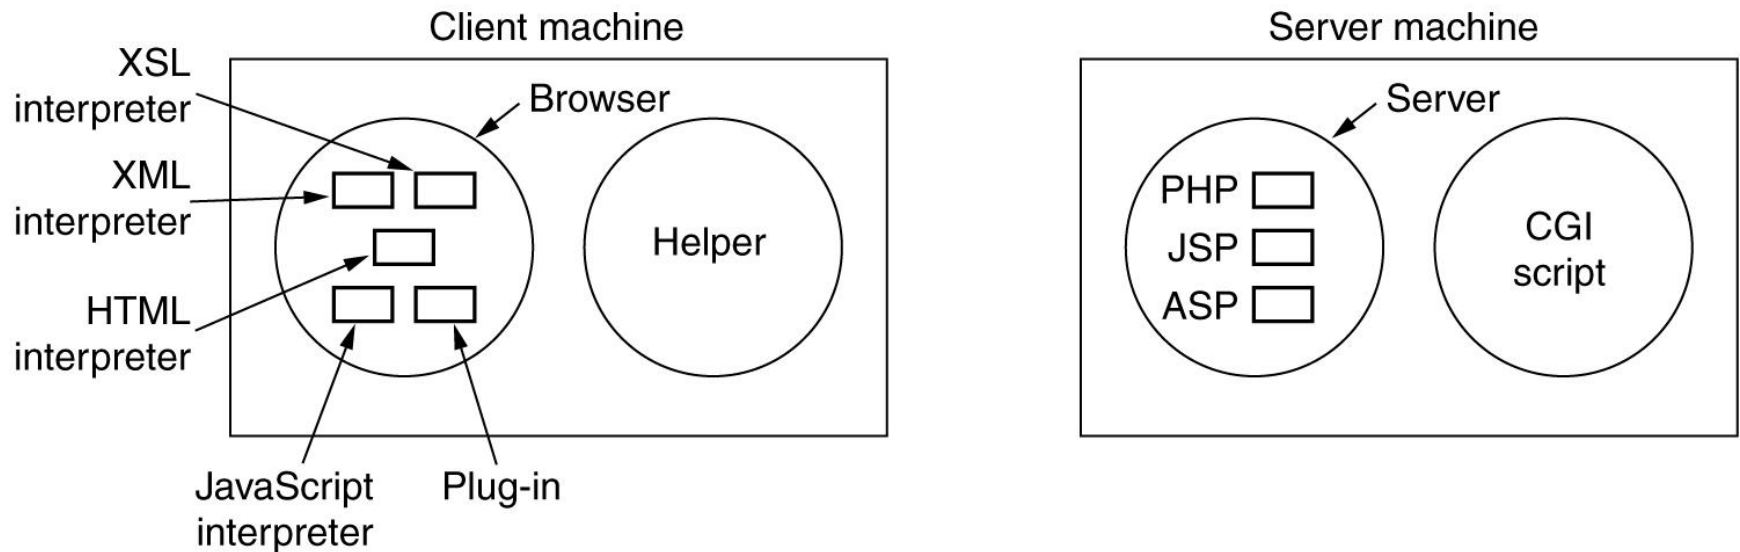 Client machine
Server machine
XSL
interpreter
Browser
Server
XML
interpreter
PHP
Helper
JSP
CGI
script
ASP
HTML
interpreter
JavaScript
interpreter
Plug-in